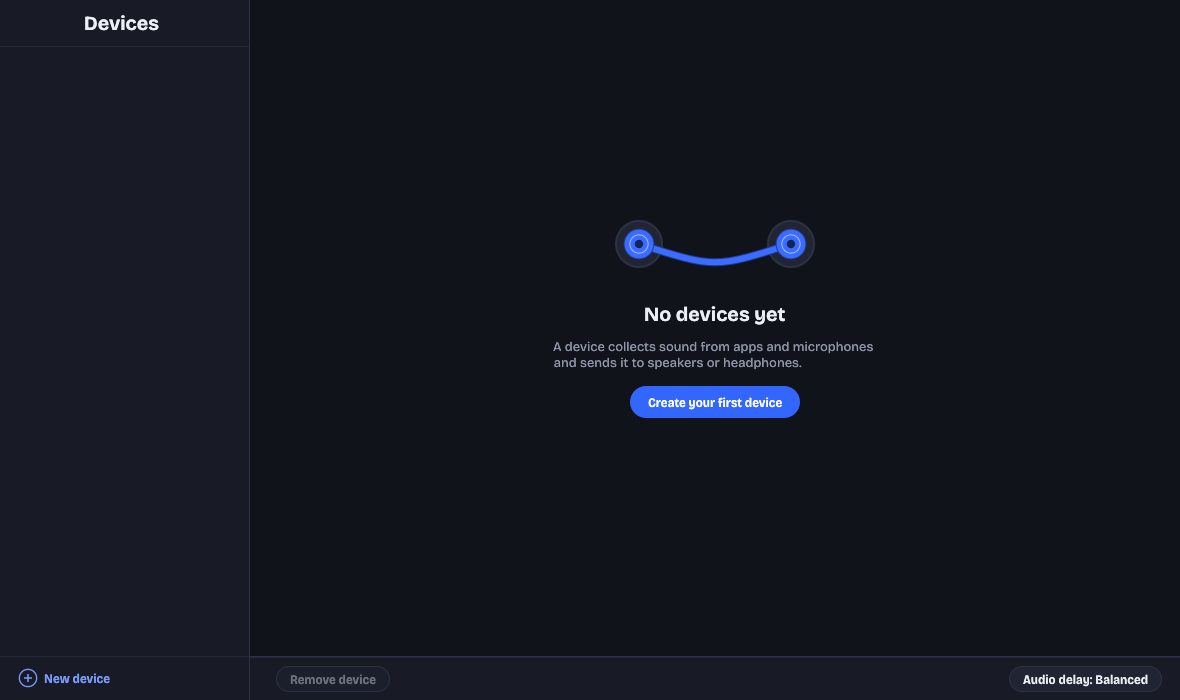 Devices
No devices yet
A device collects sound from apps and microphones
and sends it to speakers or headphones.
Create your first device
New device
Remove device
Audio delay: Balanced